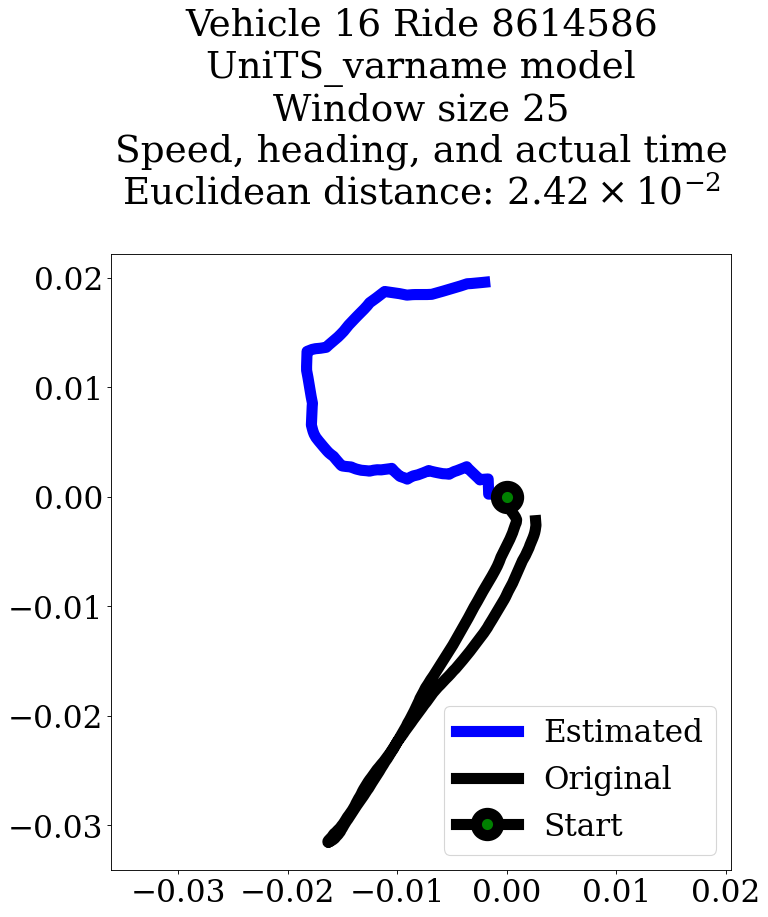 Vehicle 16 Ride 8614586
UniTS_varname model
Window size 25
Speed, heading, and actual time
Euclidean distance: 2.42 × 10⁻²
0.02
0.01
0.00
−0.01
−0.02
−0.03
Estimated
Original
Start
−0.03 −0.02 −0.01 0.00 0.01 0.02